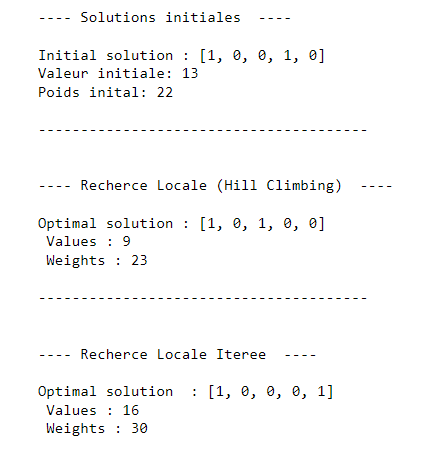 ---- Solutions initiales  ----
Initial solution : [1, 0, 0, 1, 0]
Valeur initiale: 13
Poids inital: 22
---------------------------------------
---- Recherce Locale (Hill Climbing)  ----
Optimal solution : [1, 0, 1, 0, 0]
Values : 9
Weights : 23
---------------------------------------
---- Recherce Locale Iteree  ----
Optimal solution  : [1, 0, 0, 0, 1]
Values : 16
Weights : 30